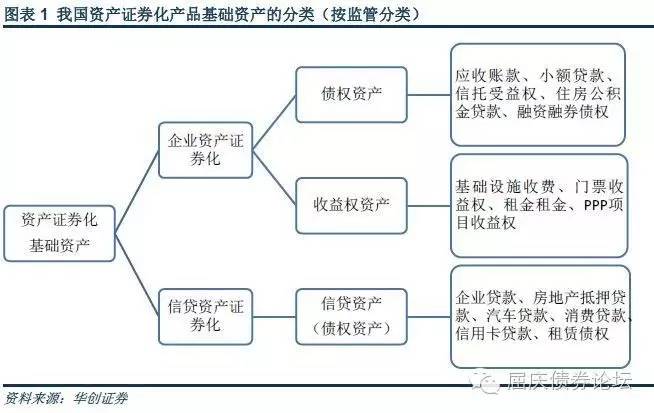 图表 1 我国资产证券化产品基础资产的分类（按监管分类）
资产证券化
基础资产
企业资产证
券化
债权资产
应收账款、小额贷款、
信托受益权、住房公积
金贷款、融资融券债权
收益权资产
基础设施收费、门票收
益权、租金租金、PPP项
目收益权
信贷资产证
券化
信贷资产
（债权资产）
企业贷款、房地产抵押贷
款、汽车贷款、消费贷款、
信用卡贷款、租赁债权
资料来源：华创证券
屈庆债券论坛